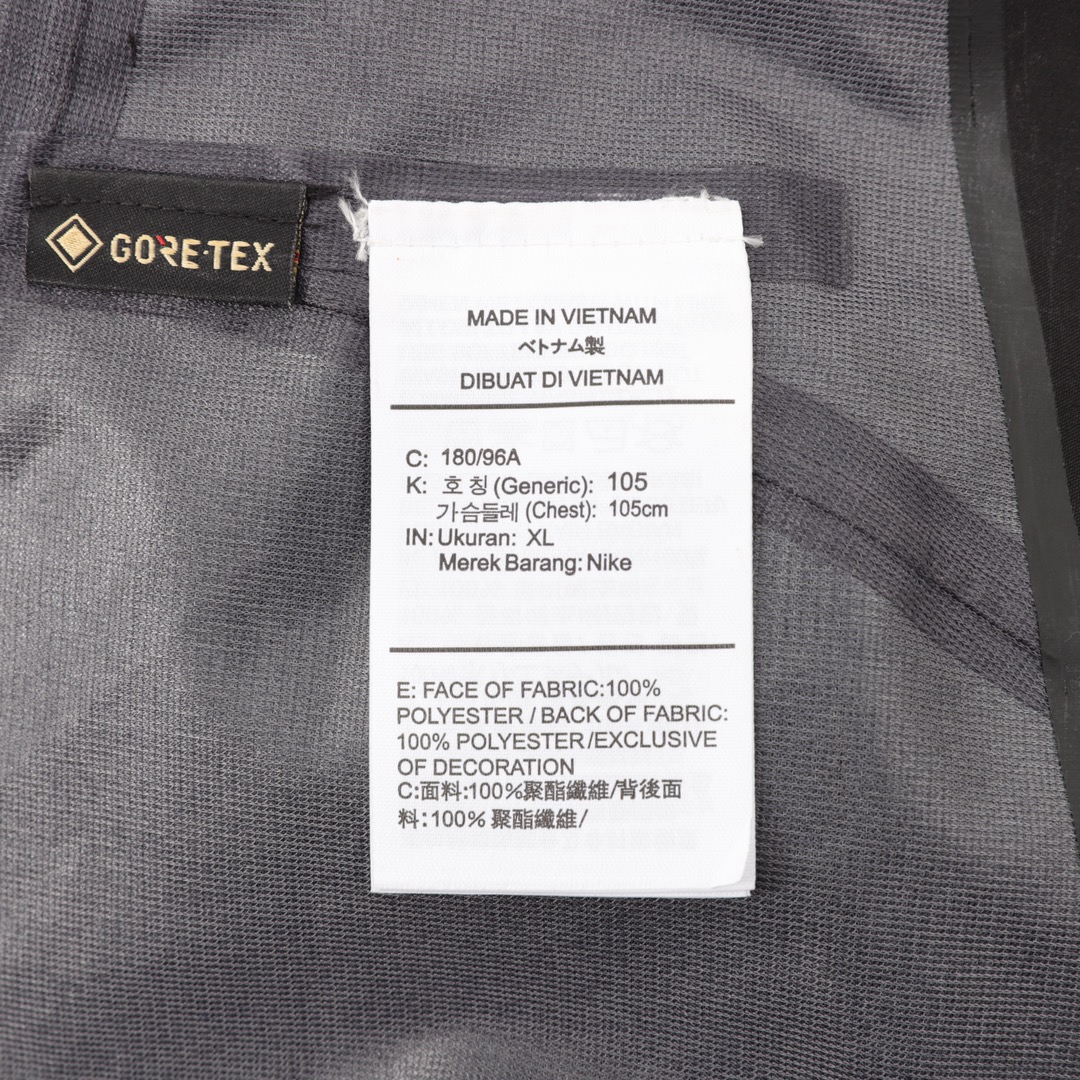 GORE-TEX
MADE IN VIETNAM
ベトナム製
DIBUAT DI VIETNAM
C: 180/96A
K: 호 칭 (Generic): 105
가슴둘레 (Chest): 105cm
IN: Ukuran: XL
Merek Barang: Nike
E: FACE OF FABRIC:100%
POLYESTER / BACK OF FABRIC:
100% POLYESTER/EXCLUSIVE
OF DECORATION
C:面料:100%聚酯纖維/背後面
料:100% 聚酯纖維/